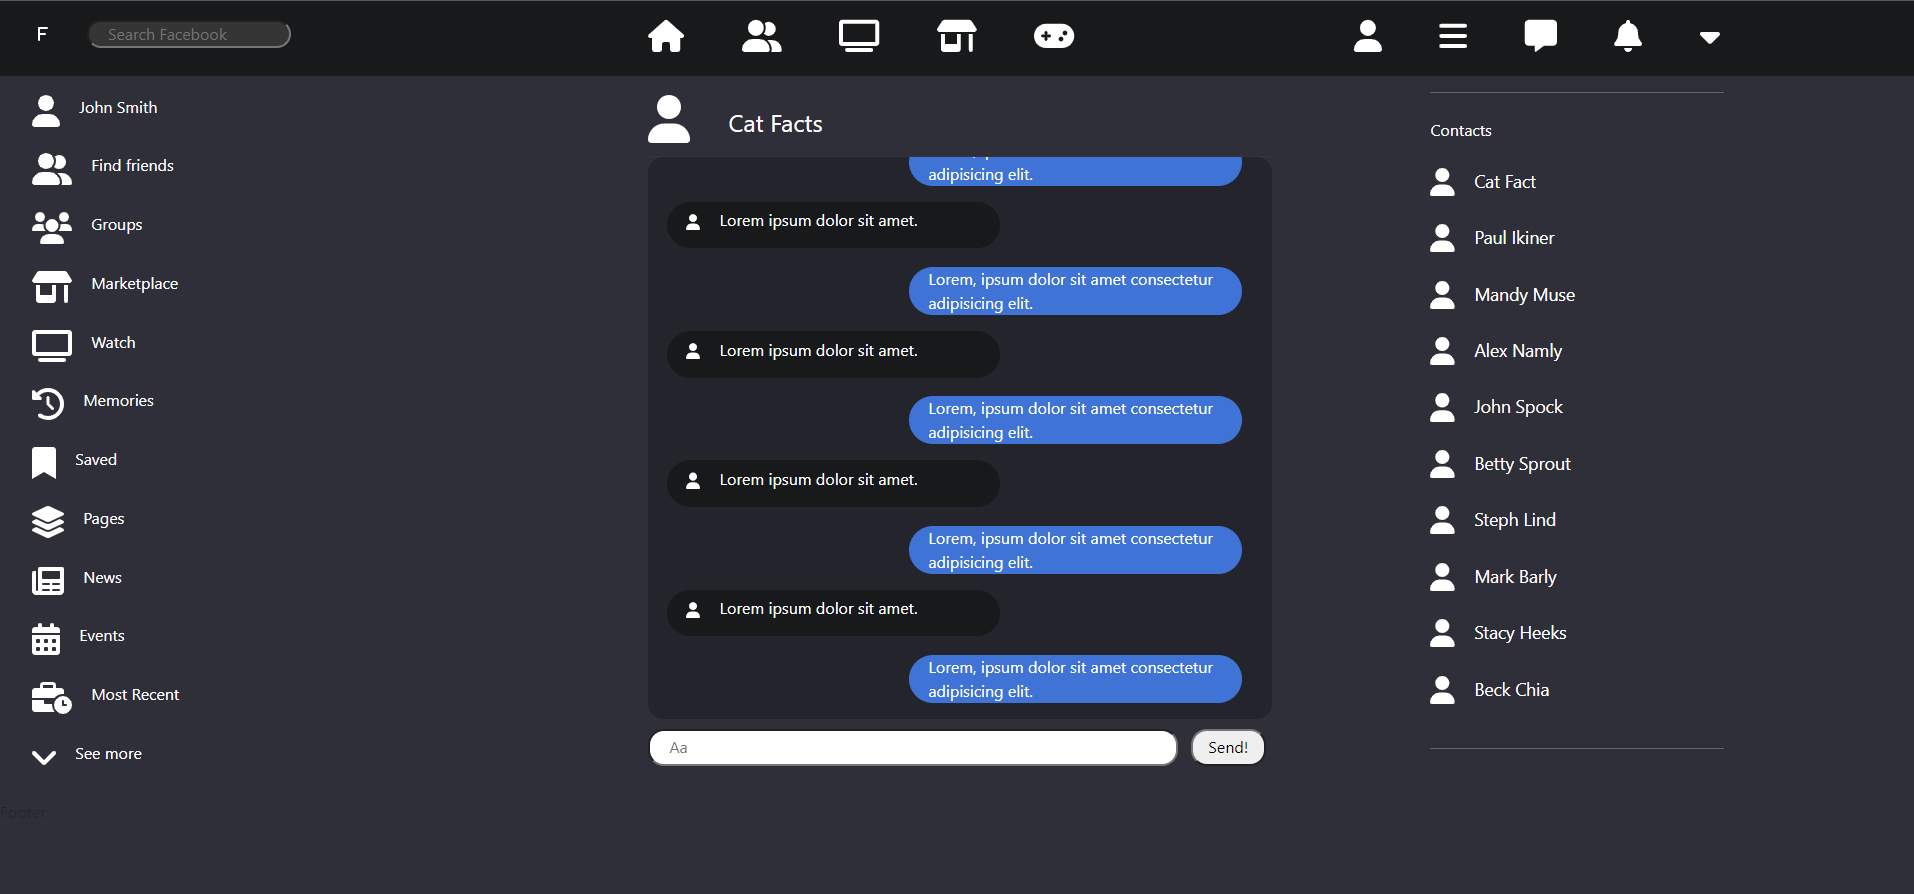 F
Search Facebook
John Smith
Find friends
Groups
Marketplace
Watch
Memories
Saved
Pages
News
Events
Most Recent
See more
Footer
Cat Facts
adipisicing elit.
Lorem ipsum dolor sit amet.
Lorem, ipsum dolor sit amet consectetur
adipisicing elit.
Lorem ipsum dolor sit amet.
Lorem, ipsum dolor sit amet consectetur
adipisicing elit.
Lorem ipsum dolor sit amet.
Lorem, ipsum dolor sit amet consectetur
adipisicing elit.
Lorem ipsum dolor sit amet.
Lorem, ipsum dolor sit amet consectetur
adipisicing elit.
Aa
Send!
Contacts
Cat Fact
Paul Ikiner
Mandy Muse
Alex Namly
John Spock
Betty Sprout
Steph Lind
Mark Barly
Stacy Heeks
Beck Chia